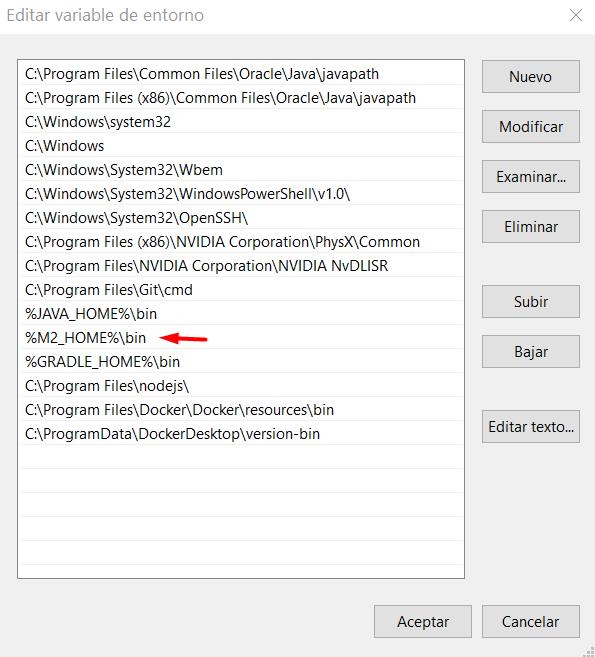 Editar variable de entorno
C:\Program Files\Common Files\Oracle\Java\javapath
C:\Program Files (x86)\Common Files\Oracle\Java\javapath
C:\Windows\system32
C:\Windows
C:\Windows\System32\Wbem
C:\Windows\System32\WindowsPowerShell\v1.0\
C:\Windows\System32\OpenSSH\
C:\Program Files (x86)\NVIDIA Corporation\PhysX\Common
C:\Program Files\NVIDIA Corporation\NVIDIA NvDLISR
C:\Program Files\Git\cmd
%JAVA_HOME%\bin
%M2_HOME%\bin
%GRADLE_HOME%\bin
C:\Program Files\nodejs\
C:\Program Files\Docker\Docker\resources\bin
C:\ProgramData\DockerDesktop\version-bin
Nuevo
Modificar
Examinar...
Eliminar
Subir
Bajar
Editar texto...
Aceptar
Cancelar